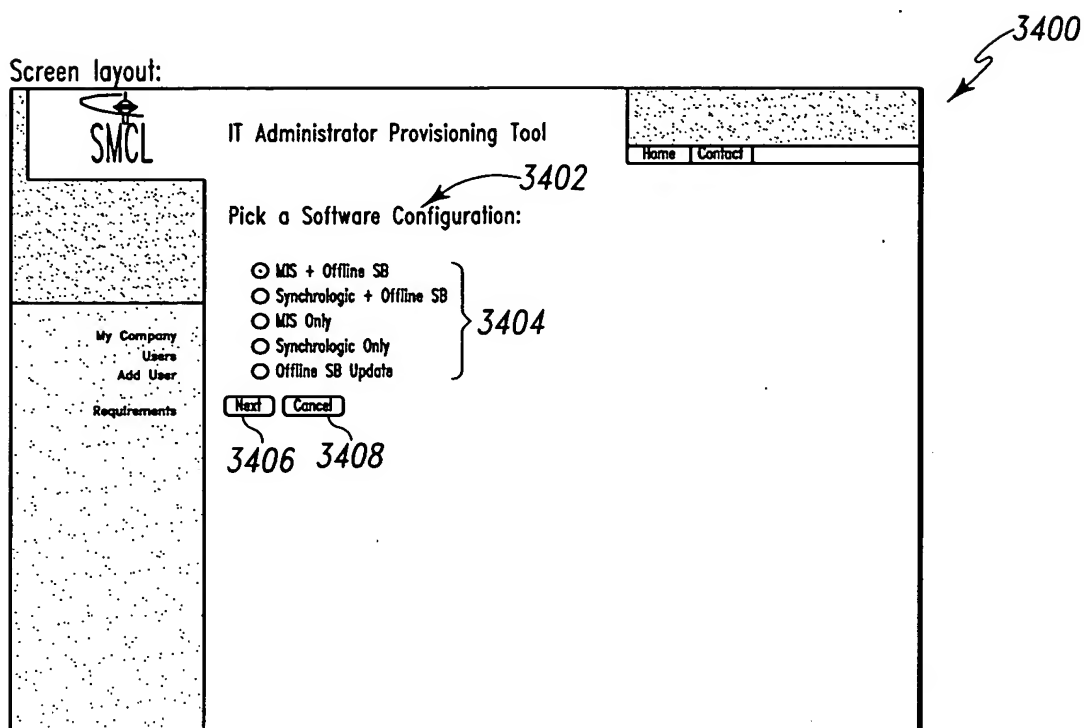 3400
Screen layout:
SMCL
IT Administrator Provisioning Tool
Home Contact
3402
Pick a Software Configuration:
MIS + Offline SB
Synchrologic + Offline SB
MIS Only
Synchrologic Only
Offline SB Update
3404
My Company
Users
Add User
Requirements
Next Cancel
3406 3408